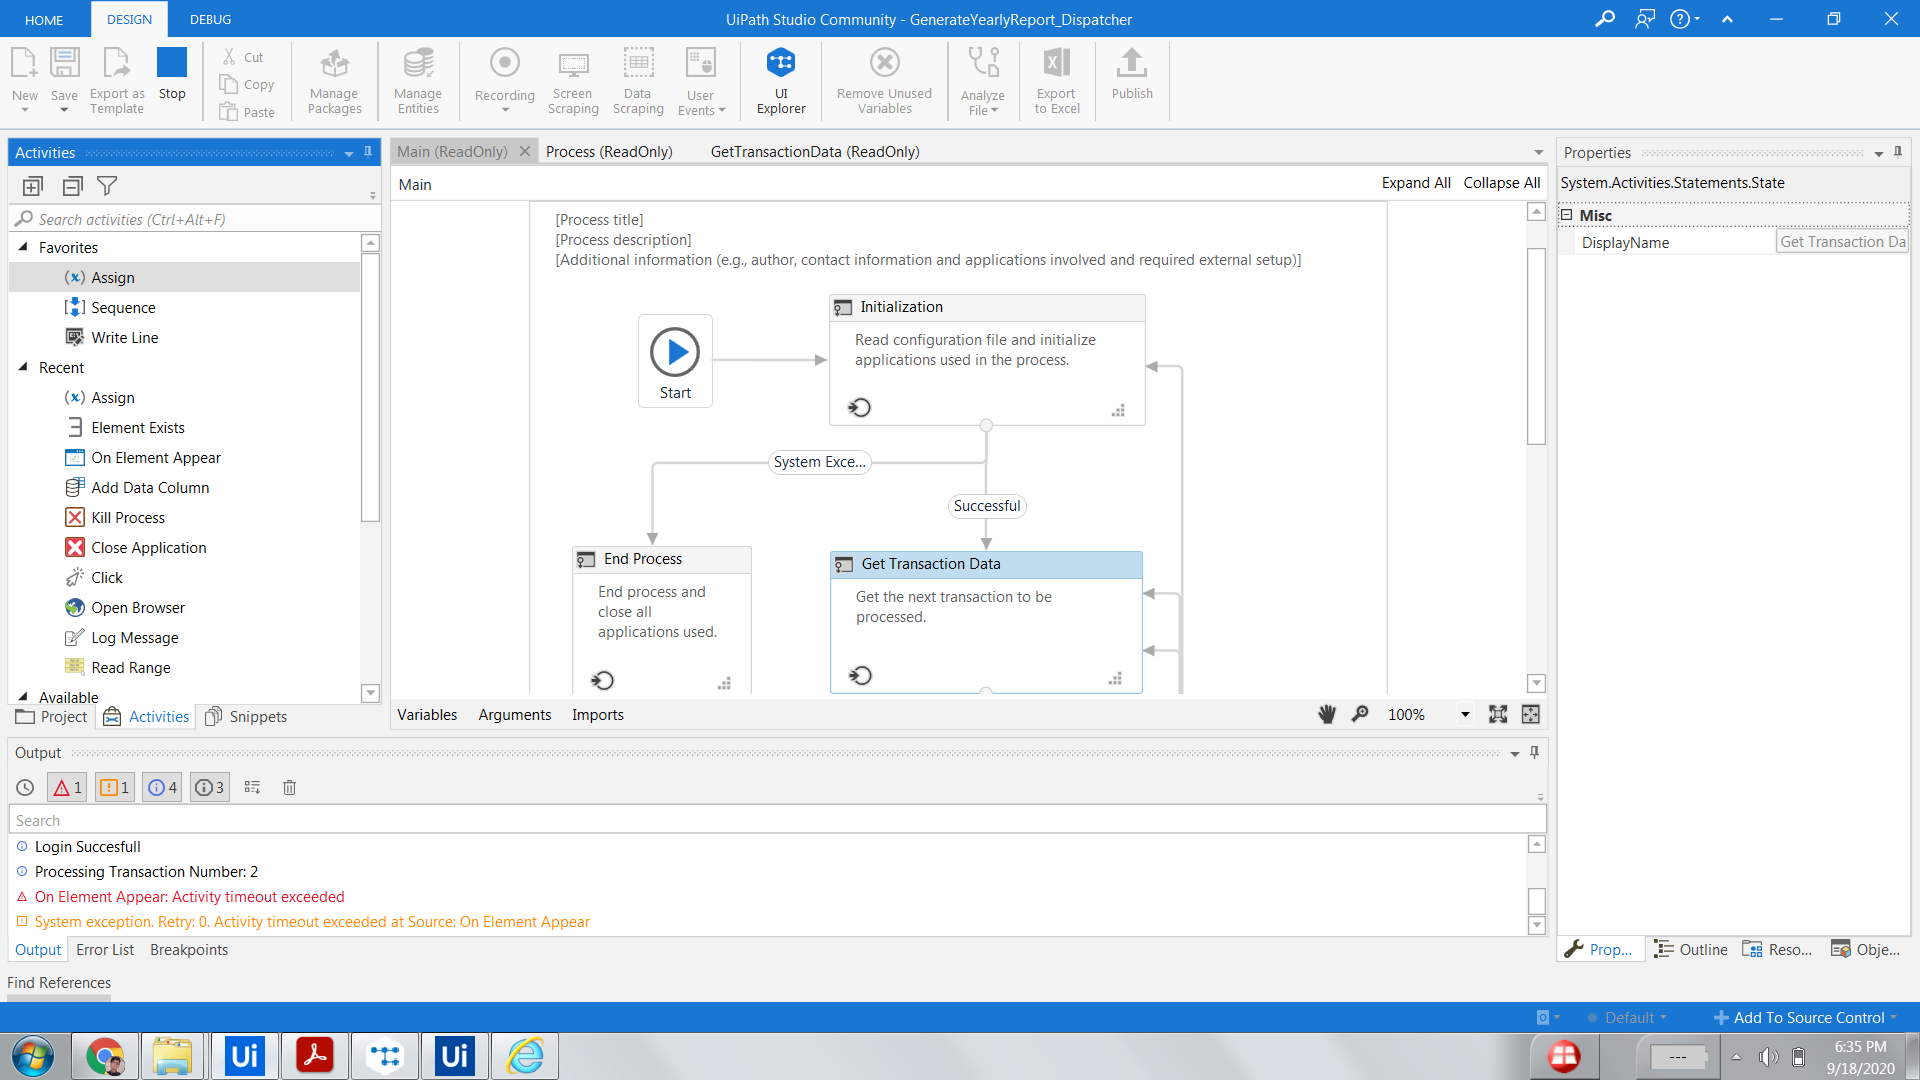 HOME DESIGN DEBUG UiPath Studio Community - GenerateYearlyReport_Dispatcher
New Save Export as Template Stop
Cut
Copy
Paste
Manage Packages
Manage Entities
Recording
Screen Scraping
Data Scraping
User Events
UI Explorer
Remove Unused Variables
Analyze File
Export to Excel
Publish
Activities
Search activities (Ctrl+Alt+F)
Favorites
Assign
Sequence
Write Line
Recent
Assign
Element Exists
On Element Appear
Add Data Column
Kill Process
Close Application
Click
Open Browser
Log Message
Read Range
Available
Project Activities Snippets
Main (ReadOnly) Process (ReadOnly) GetTransactionData (ReadOnly)
Main Expand All Collapse All
[Process title]
[Process description]
[Additional information (e.g., author, contact information and applications involved and required external setup)]
Start
Initialization
Read configuration file and initialize
applications used in the process.
System Exce...
Successful
End Process
End process and
close all
applications used.
Get Transaction Data
Get the next transaction to be
processed.
Variables Arguments Imports 100%
Properties
System.Activities.Statements.State
Misc
DisplayName Get Transaction Da
Output
1 1 4 3
Search
Login Succesfull
Processing Transaction Number: 2
On Element Appear: Activity timeout exceeded
System exception. Retry: 0. Activity timeout exceeded at Source: On Element Appear
Output Error List Breakpoints
Prop... Outline Reso... Obje...
Find References
Default Add To Source Control
Ui Ui
---
6:35 PM
9/18/2020